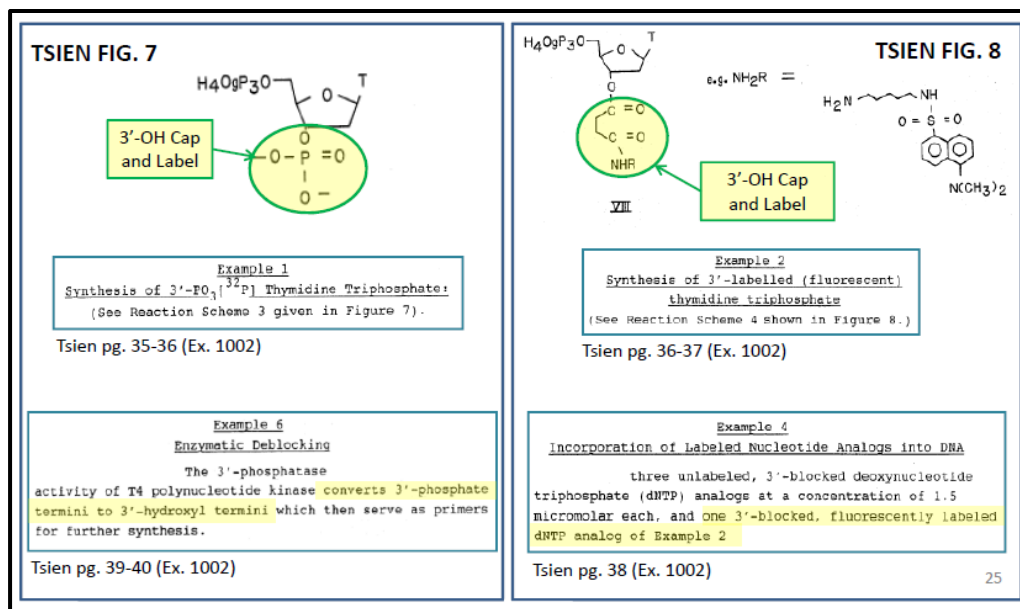 TSIEN FIG. 7
H4O9P3O
O
T
3'-OH Cap
and Label
O
-O-P=O
O-
Example 1
Synthesis of 3'-PO3[32P] Thymidine Triphosphate:
(See Reaction Scheme 3 given in Figure 7).
Tsien pg. 35-36 (Ex. 1002)
Example 6
Enzymatic Deblocking
The 3'-phosphatase
activity of T4 polynucleotide kinase converts 3'-phosphate
termini to 3'-hydroxyl termini which then serve as primers
for further synthesis.
Tsien pg. 39-40 (Ex. 1002)
TSIEN FIG. 8
H4O9P3O
O
T
e.g. NH2R =
O
C=O
C=O
NHR
VIII
H2N
NH
O=S=O
N(CH3)2
3'-OH Cap
and Label
Example 2
Synthesis of 3'-labelled (fluorescent)
thymidine triphosphate
(See Reaction Scheme 4 shown in Figure 8.)
Tsien pg. 36-37 (Ex. 1002)
Example 4
Incorporation of Labeled Nucleotide Analogs into DNA
three unlabeled, 3'-blocked deoxynucleotide
triphosphate (dNTP) analogs at a concentration of 1.5
micromolar each, and one 3'-blocked, fluorescently labeled
dNTP analog of Example 2
Tsien pg. 38 (Ex. 1002)
25